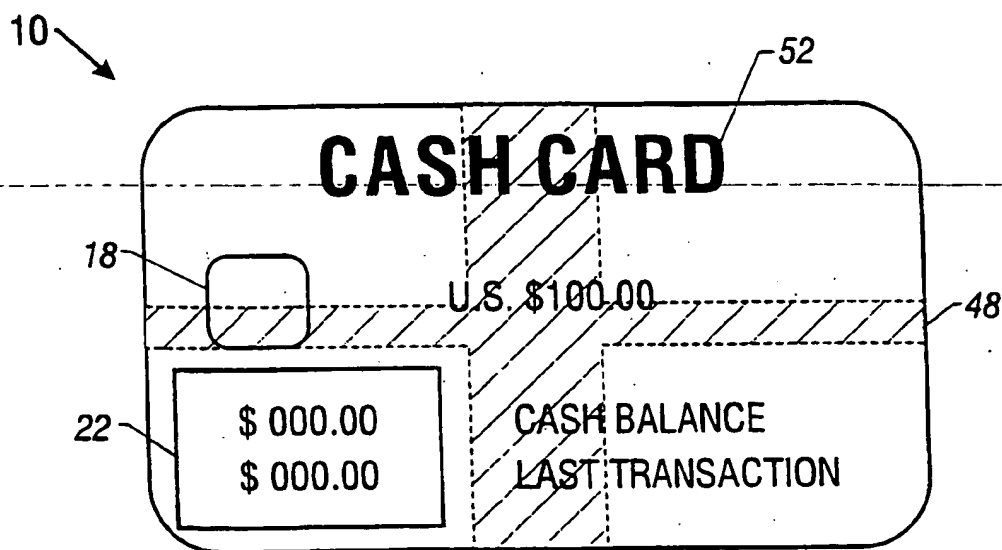 10
52
CASH CARD
18
U.S. $100.00
48
22
$ 000.00 CASH BALANCE
$ 000.00 LAST TRANSACTION